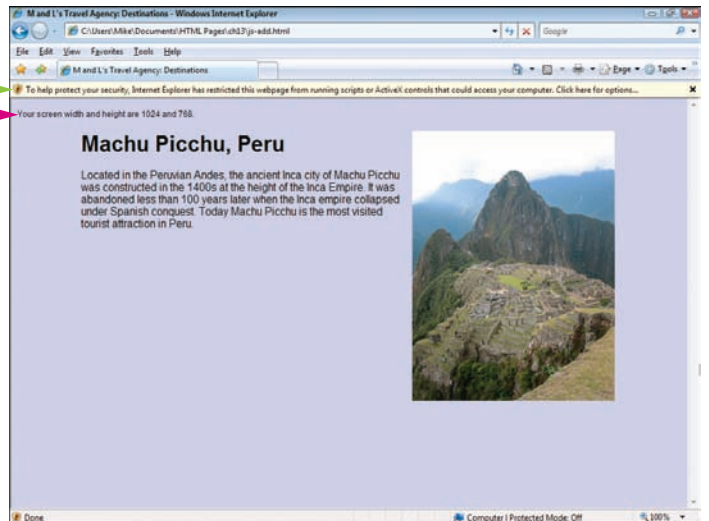 M and L's Travel Agency: Destinations - Windows Internet Explorer
C:\Users\Mike\Documents\HTML Pages\ch13\js-add.html
Google
File Edit View Favorites Tools Help
M and L's Travel Agency: Destinations
Page Tools
To help protect your security, Internet Explorer has restricted this webpage from running scripts or ActiveX controls that could access your computer. Click here for options...
Your screen width and height are 1024 and 768.
Machu Picchu, Peru
Located in the Peruvian Andes, the ancient Inca city of Machu Picchu
was constructed in the 1400s at the height of the Inca Empire. It was
abandoned less than 100 years later when the Inca empire collapsed
under Spanish conquest. Today Machu Picchu is the most visited
tourist attraction in Peru.
Done
Computer | Protected Mode: Off
100%